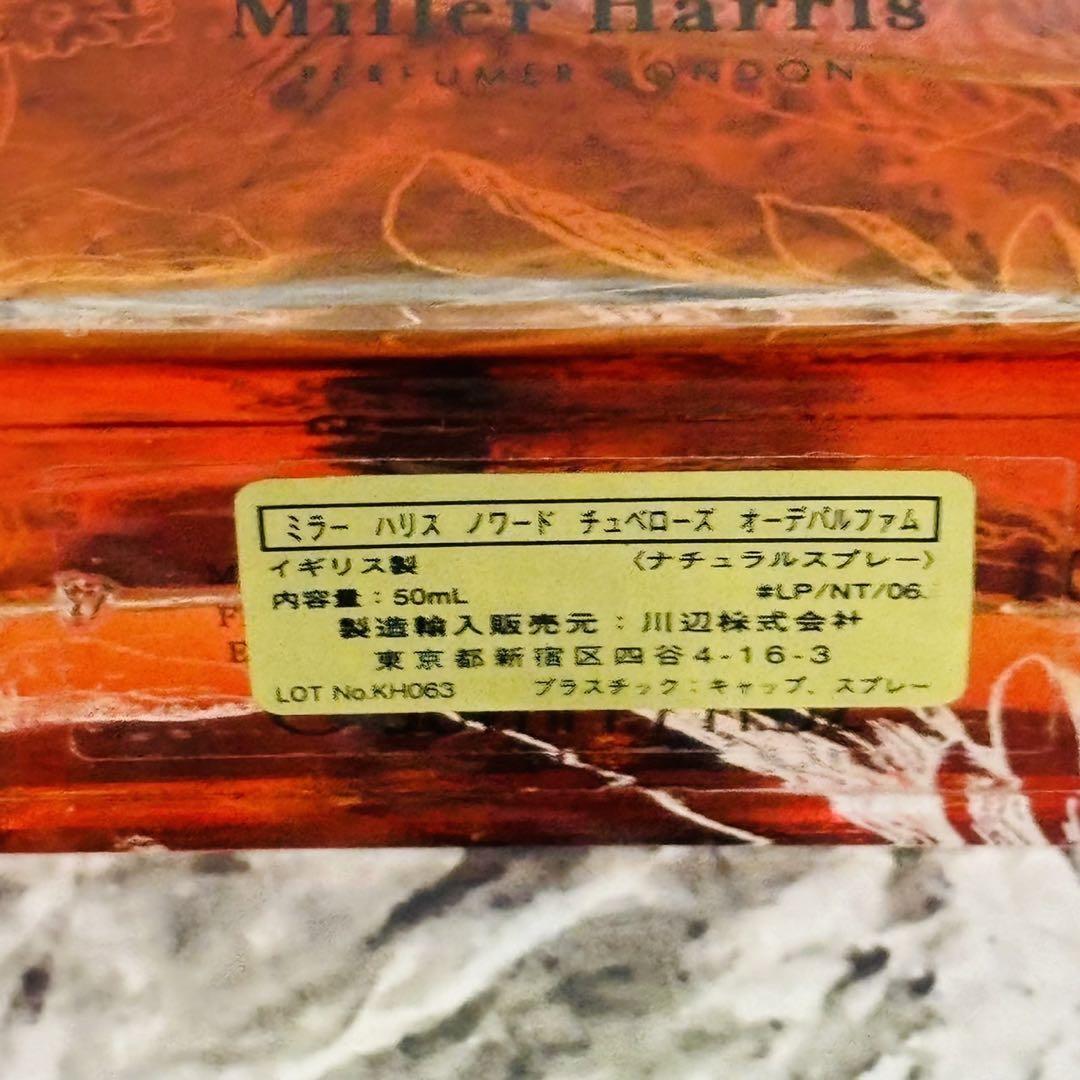 Miller Harris
PERFUMER LONDON
ミラー ハリス ノワード チュベローズ オーデパルファム
イギリス製 〈ナチュラルスプレー〉
内容量：50mL #LP/NT/06
製造輸入販売元：川辺株式会社
東京都新宿区四谷4-16-3
LOT No.KH063 プラスチック：キャップ、スプレー